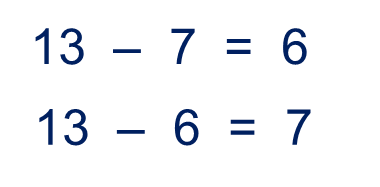 13 – 7 = 6
13 – 6 = 7